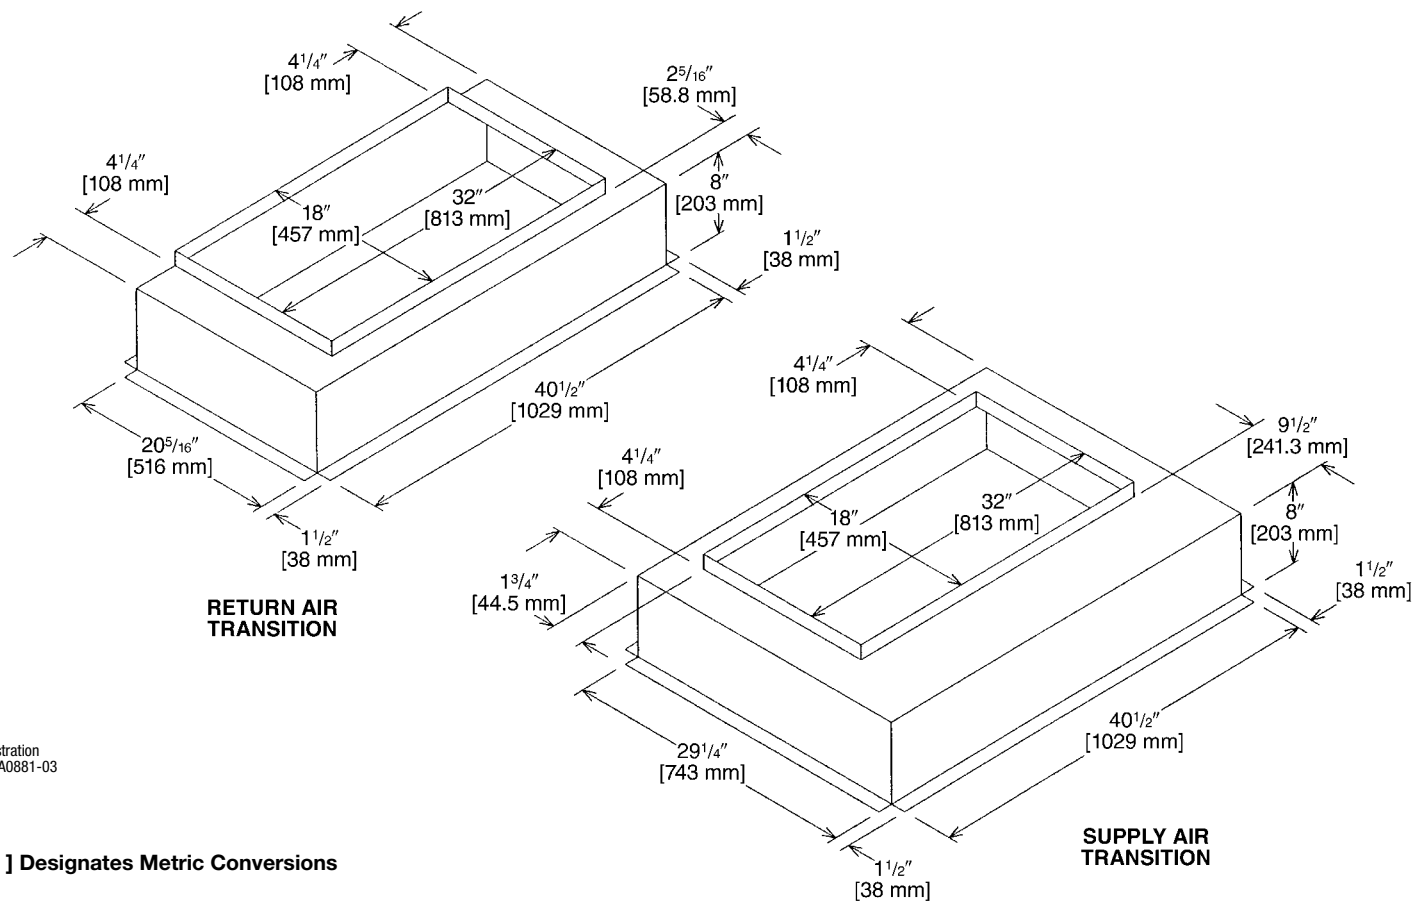 4 1/4″
[108 mm]
2 5/16″
[58.8 mm]
4 1/4″
[108 mm]
18″
[457 mm]
32″
[813 mm]
8″
[203 mm]
1 1/2″
[38 mm]
40 1/2″
[1029 mm]
20 5/16″
[516 mm]
1 1/2″
[38 mm]
RETURN AIR
TRANSITION
4 1/4″
[108 mm]
9 1/2″
[241.3 mm]
4 1/4″
[108 mm]
18″
[457 mm]
32″
[813 mm]
8″
[203 mm]
1 1/2″
[38 mm]
1 3/4″
[44.5 mm]
40 1/2″
[1029 mm]
29 1/4″
[743 mm]
1 1/2″
[38 mm]
SUPPLY AIR
TRANSITION
stration
A0881-03
] Designates Metric Conversions